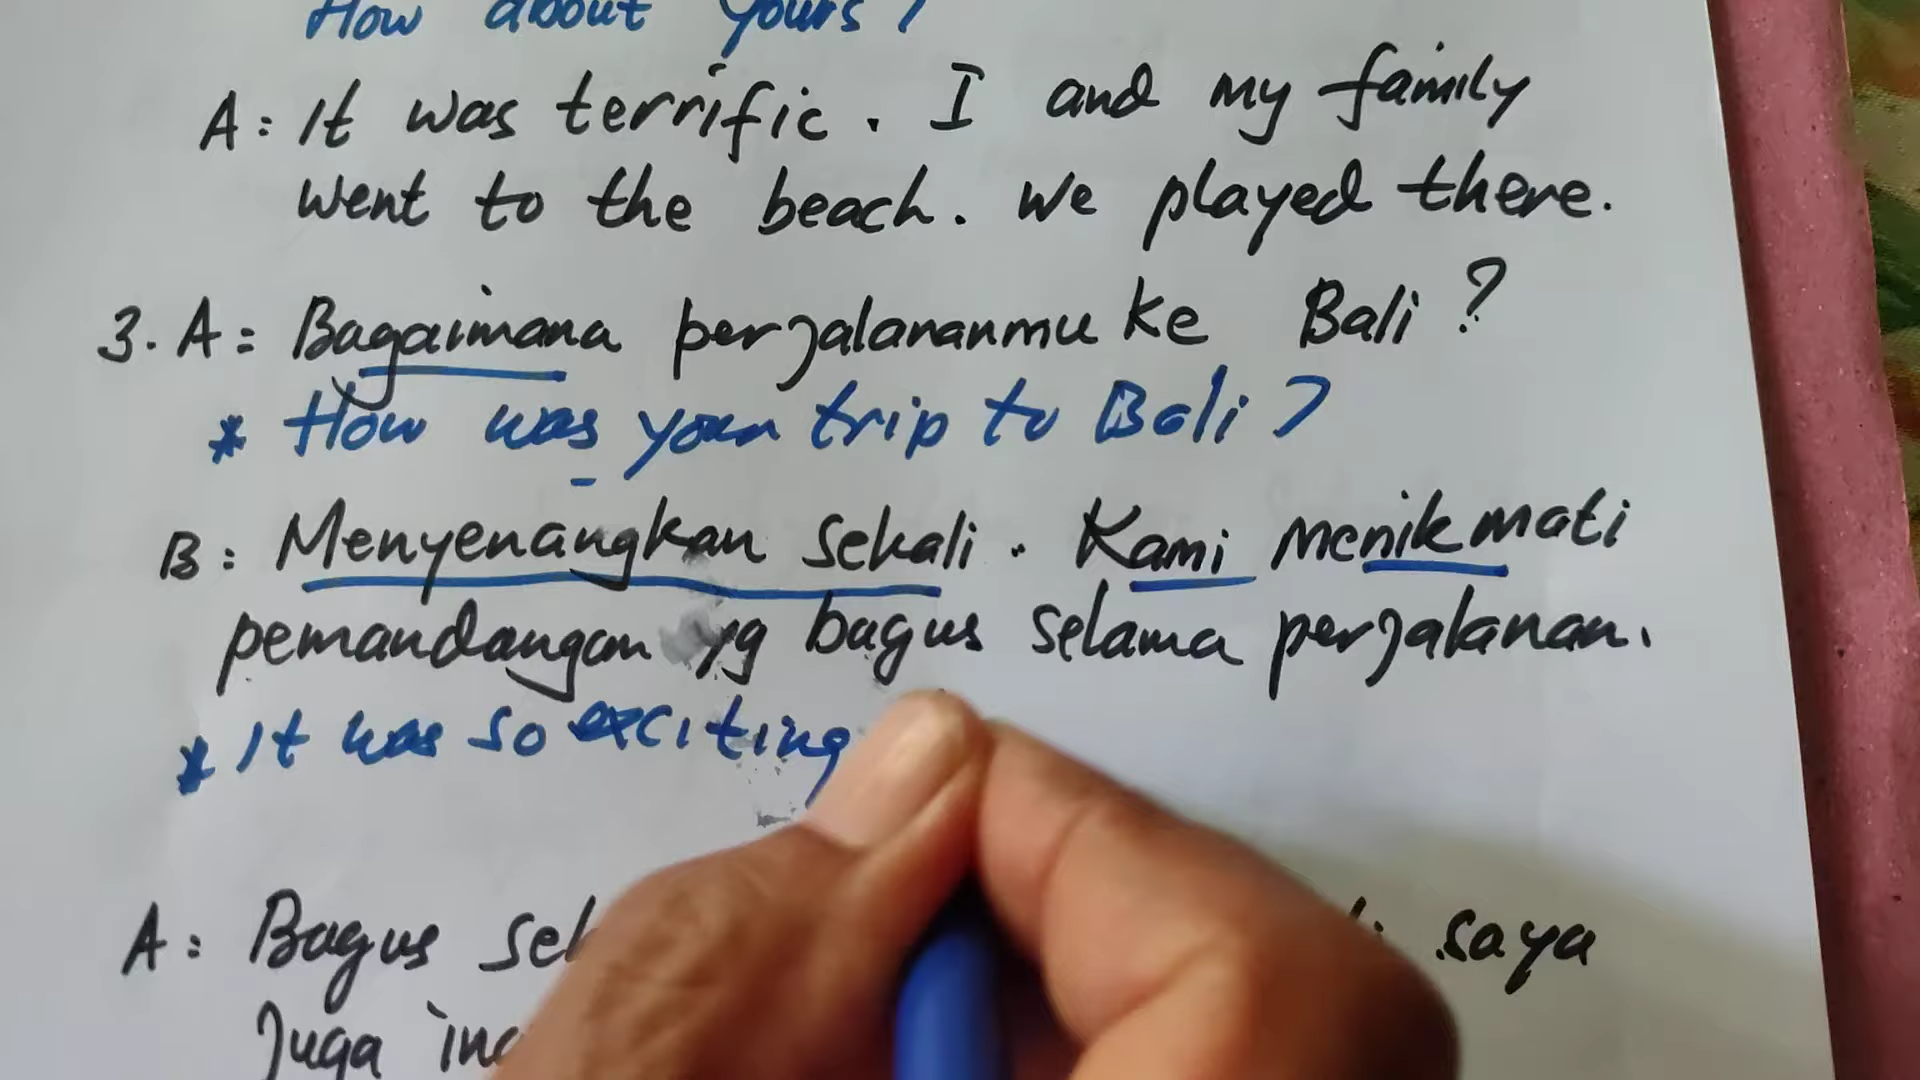 How about yours?
A: It was terrific. I and my family
went to the beach. We played there.
3. A: Bagaimana perjalananmu ke Bali?
* How was your trip to Bali?
B: Menyenangkan sekali. Kami menikmati
pemandangan yg bagus selama perjalanan.
* It was so exciting
A: Bagus saya
Juga